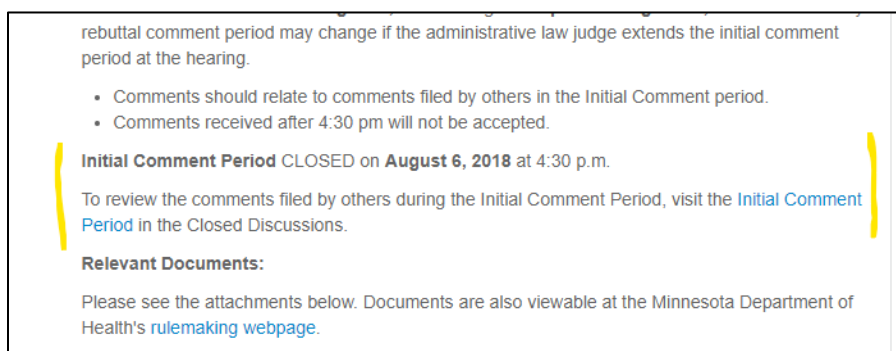 rebuttal comment period may change if the administrative law judge extends the initial comment
period at the hearing.
• Comments should relate to comments filed by others in the Initial Comment period.
• Comments received after 4:30 pm will not be accepted.
Initial Comment Period CLOSED on August 6, 2018 at 4:30 p.m.
To review the comments filed by others during the Initial Comment Period, visit the Initial Comment
Period in the Closed Discussions.
Relevant Documents:
Please see the attachments below. Documents are also viewable at the Minnesota Department of
Health's rulemaking webpage.